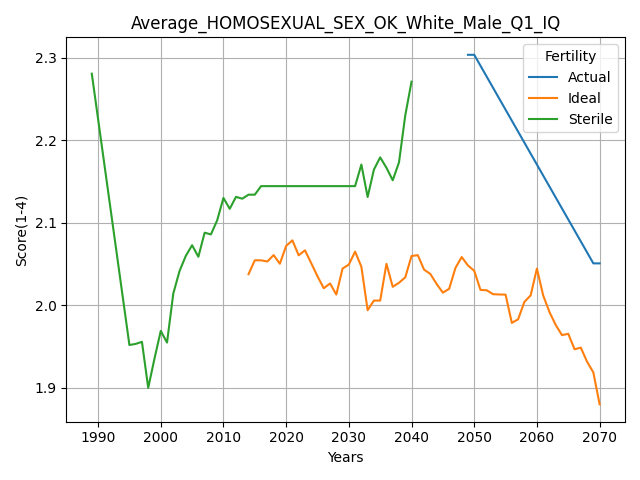 Average_HOMOSEXUAL_SEX_OK_White_Male_Q1_IQ
Fertility
Actual
Ideal
Sterile
Score(1-4)
2.3
2.2
2.1
2.0
1.9
1990 2000 2010 2020 2030 2040 2050 2060 2070
Years